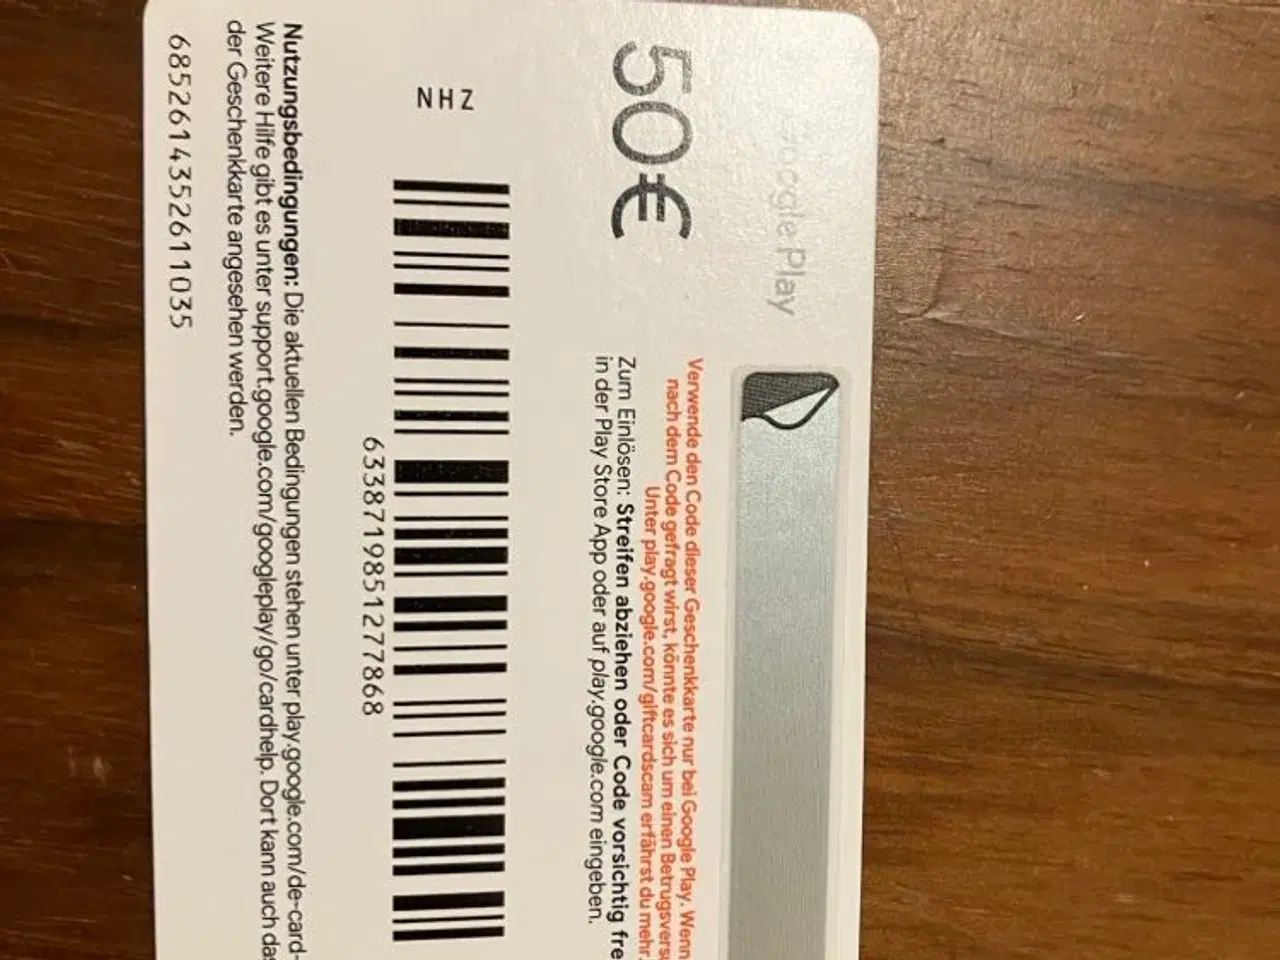 Google Play
50€
Verwende den Code dieser Geschenkkarte nur bei Google Play. Wenn
nach dem Code gefragt wirst, könnte es sich um einen
Unter play.google.com/giftcardscam erfährst du mehr.
Zum Einlösen: Streifen abziehen oder Code vorsichtig
in der Play Store App oder auf play.google.com eingeben.
NHZ
6338719851277868
Nutzungsbedingungen: Die aktuellen Bedingungen stehen unter play.google.com/de-card-
Weitere Hilfe gibt es unter support.google.com/googleplay/go/cardhelp. Dort kann auch
der Geschenkkarte angesehen werden.
6852614352611035